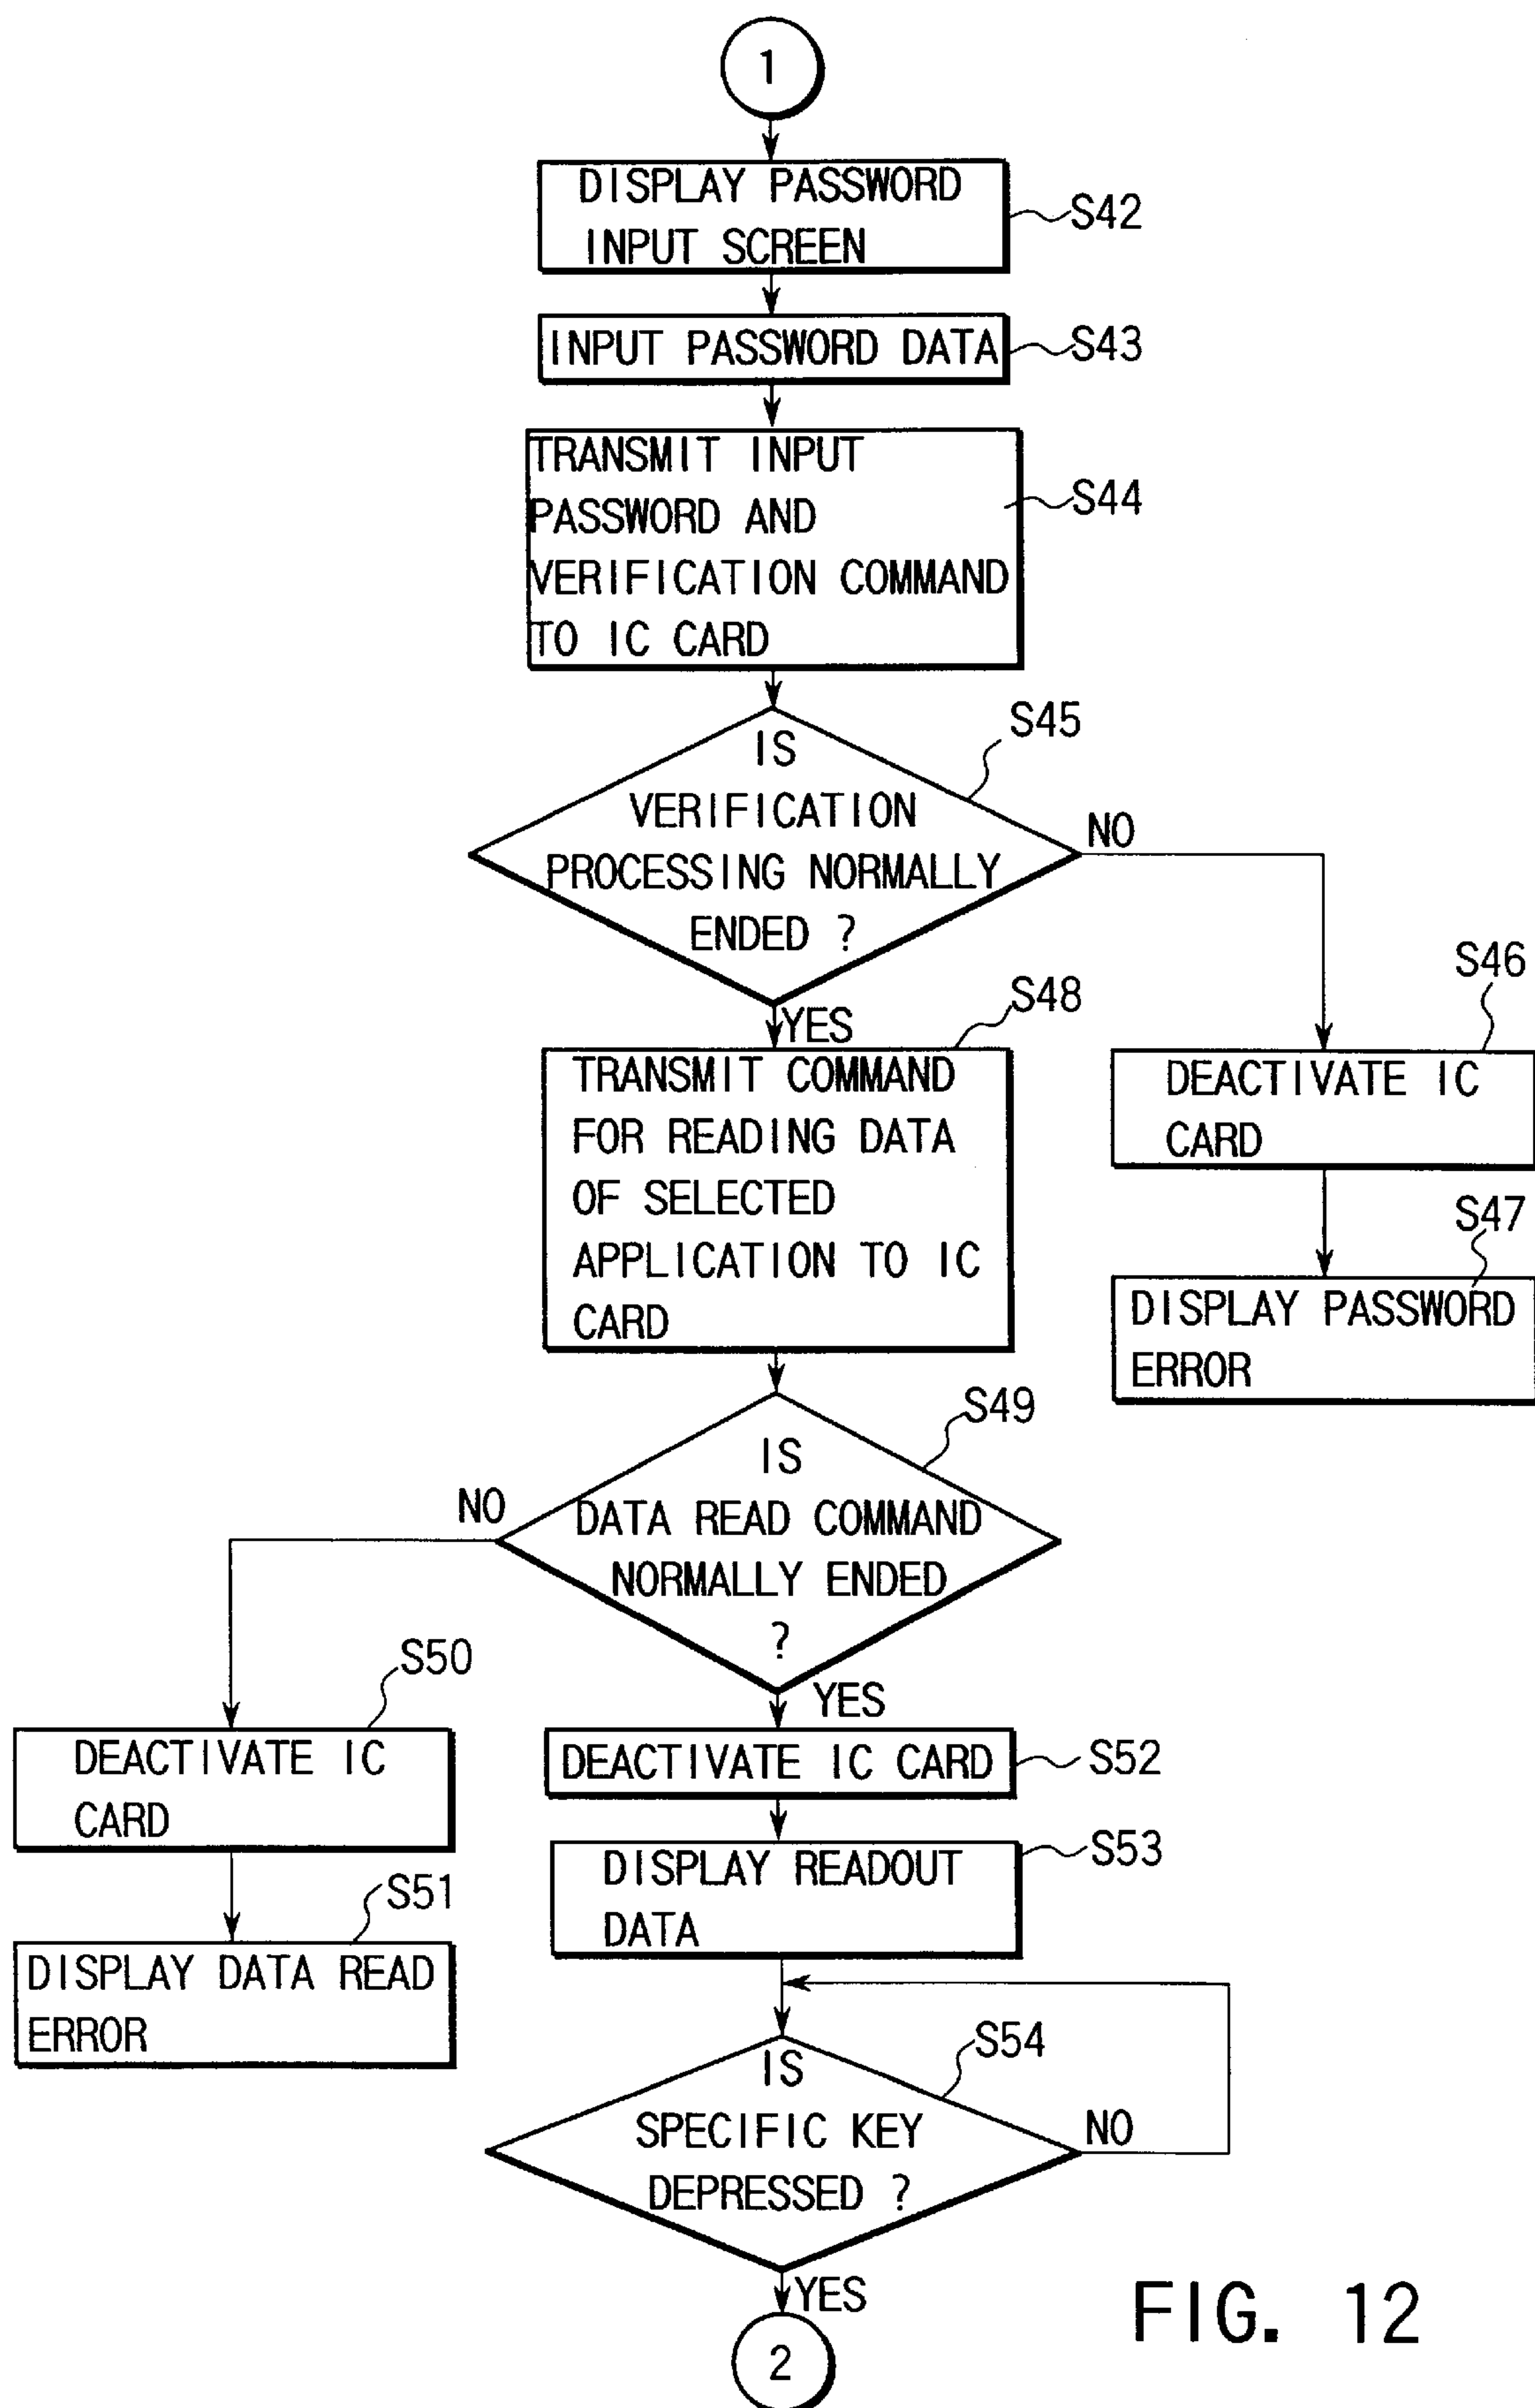 1
DISPLAY PASSWORD
INPUT SCREEN
S42
INPUT PASSWORD DATA
S43
TRANSMIT INPUT
PASSWORD AND
VERIFICATION COMMAND
TO IC CARD
S44
IS
VERIFICATION
PROCESSING NORMALLY
ENDED ?
S45
NO
YES
S46
DEACTIVATE IC
CARD
S47
DISPLAY PASSWORD
ERROR
S48
TRANSMIT COMMAND
FOR READING DATA
OF SELECTED
APPLICATION TO IC
CARD
S49
IS
DATA READ COMMAND
NORMALLY ENDED
?
NO
YES
S50
DEACTIVATE IC
CARD
S51
DISPLAY DATA READ
ERROR
DEACTIVATE IC CARD
S52
DISPLAY READOUT
DATA
S53
IS
SPECIFIC KEY
DEPRESSED ?
S54
NO
YES
2
FIG. 12